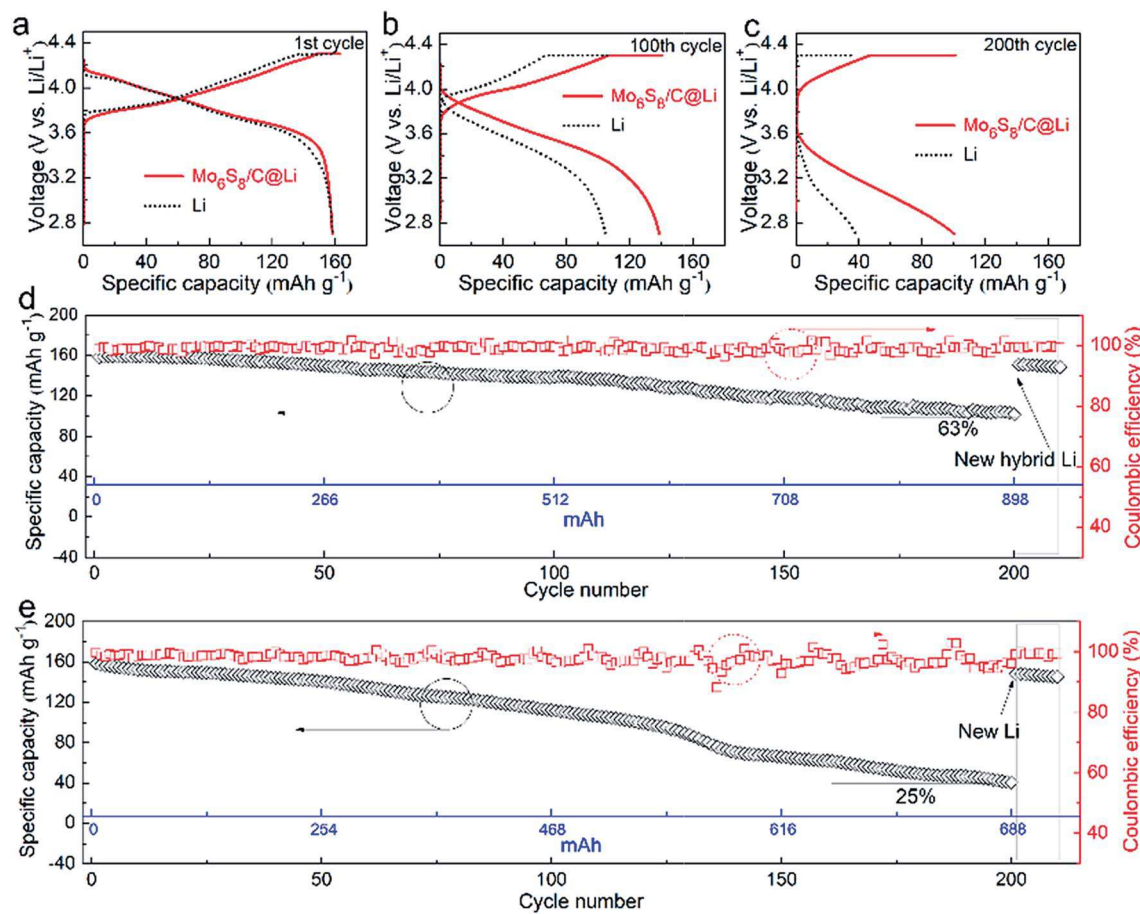 a
1st cycle
Voltage (V vs. Li/Li⁺)
4.4
4.0
3.6
3.2
2.8
Mo₆S₈/C@Li
Li
0 40 80 120 160
Specific capacity (mAh g⁻¹)
b
100th cycle
Voltage (V vs. Li/Li⁺)
4.4
4.0
3.6
3.2
2.8
Mo₆S₈/C@Li
Li
0 40 80 120 160
Specific capacity (mAh g⁻¹)
c
200th cycle
Voltage (V vs. Li/Li⁺)
4.4
4.0
3.6
3.2
2.8
Mo₆S₈/C@Li
Li
0 40 80 120 160
Specific capacity (mAh g⁻¹)
d
Specific capacity (mAh g⁻¹)
200
160
120
80
40
0
-40
63%
New hybrid Li
0 266 512 708 898
mAh
0 50 100 150 200
Cycle number
100
80
60
40
Coulombic efficiency (%)
e
Specific capacity (mAh g⁻¹)
200
160
120
80
40
0
-40
New Li
25%
0 254 468 616 688
mAh
0 50 100 150 200
Cycle number
100
80
60
40
Coulombic efficiency (%)